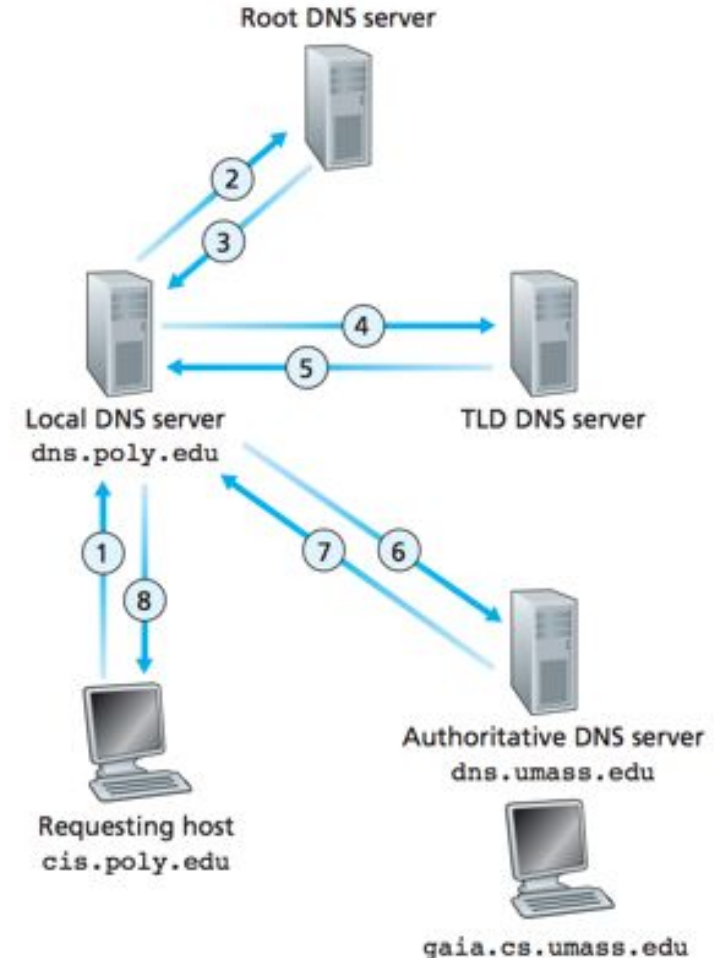 Root DNS server
2
3
4
5
Local DNS server
dns.poly.edu
TLD DNS server
1
8
7
6
Requesting host
cis.poly.edu
Authoritative DNS server
dns.umass.edu
gaia.cs.umass.edu